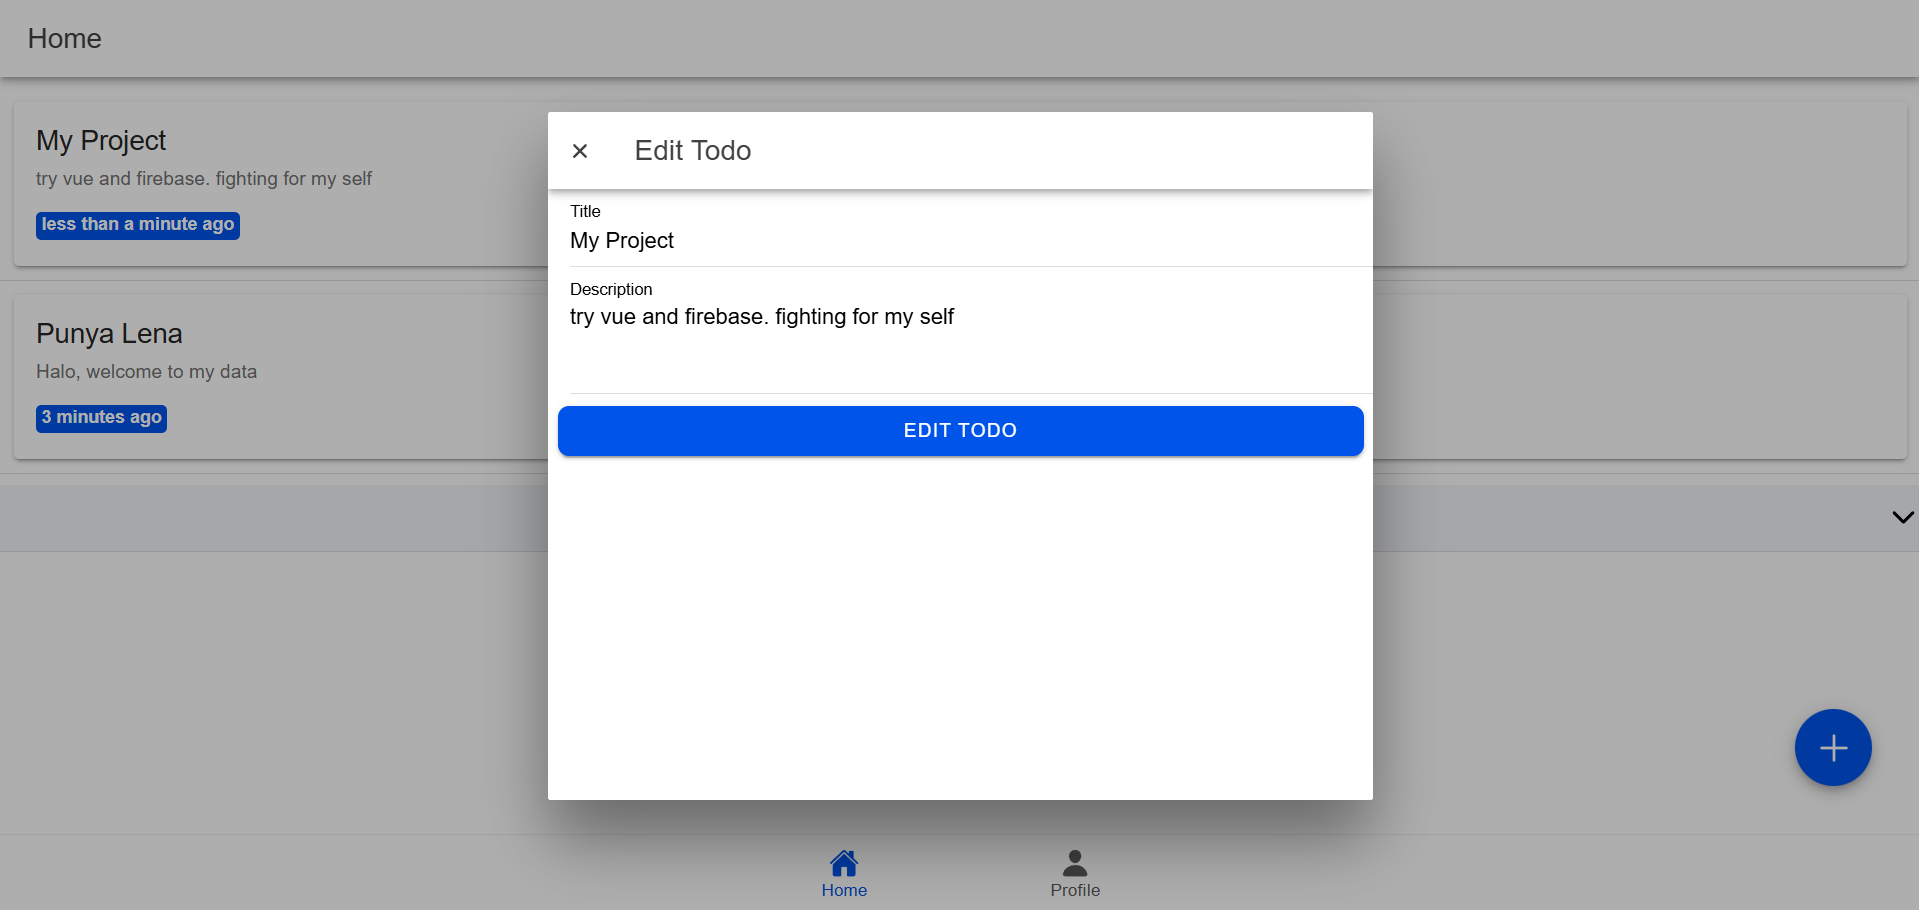 Home
My Project
try vue and firebase. fighting for my self
less than a minute ago
Punya Lena
Halo, welcome to my data
3 minutes ago
Edit Todo
Title
My Project
Description
try vue and firebase. fighting for my self
EDIT TODO
Home
Profile